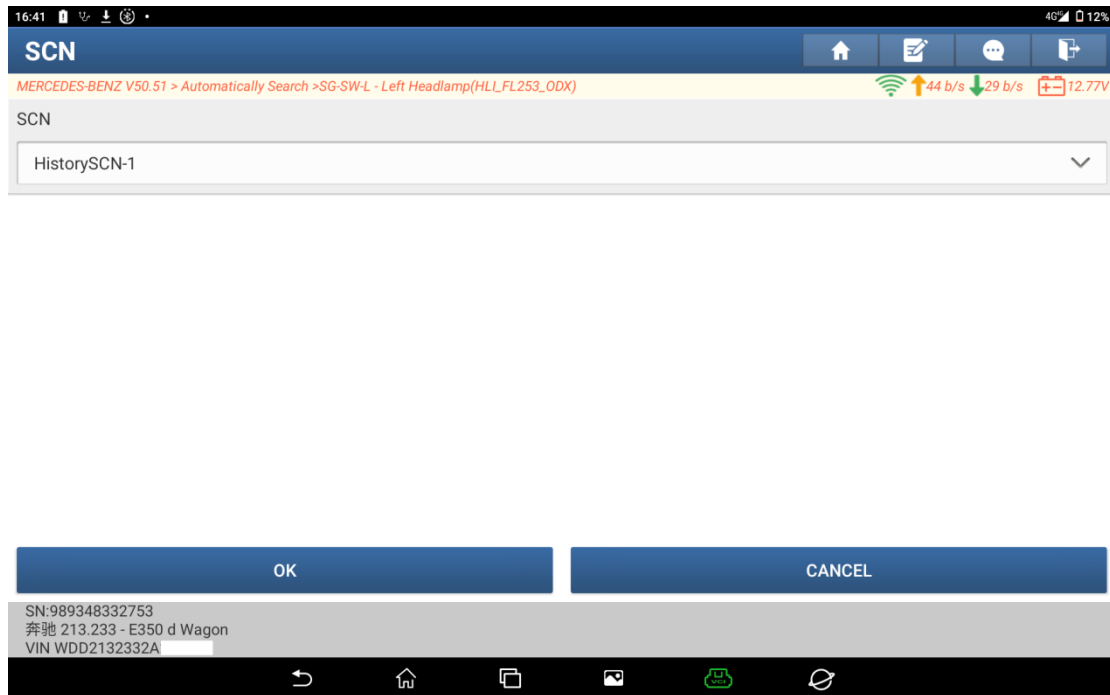 16:41 4G 12%
SCN
MERCEDES-BENZ V50.51 > Automatically Search >SG-SW-L - Left Headlamp(HLI_FL253_ODX) 44 b/s 29 b/s 12.77V
SCN
HistorySCN-1
OK CANCEL
SN:989348332753
奔驰 213.233 - E350 d Wagon
VIN WDD2132332A
VCI